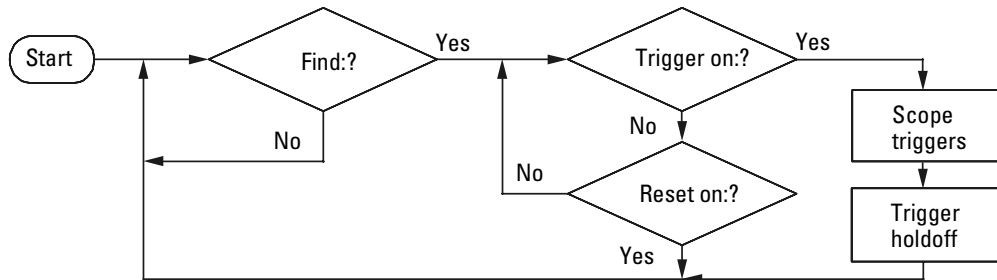 Start
Find:?
Yes
No
Trigger on:?
Yes
No
Reset on:?
No
Yes
Scope
triggers
Trigger
holdoff